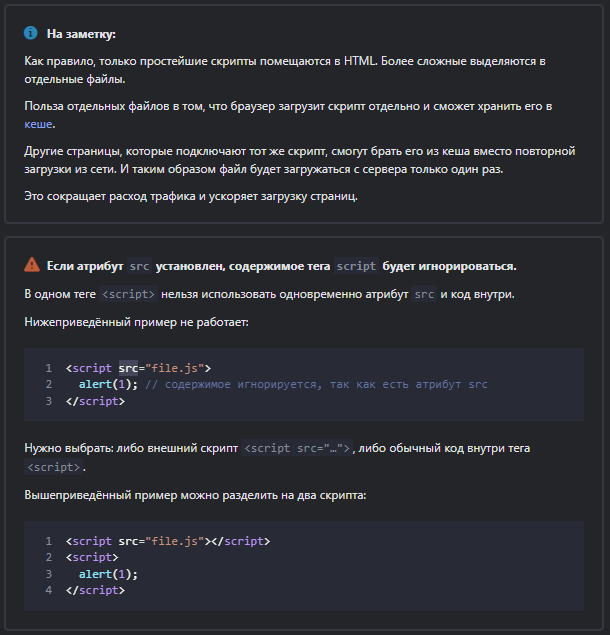 На заметку:
Как правило, только простейшие скрипты помещаются в HTML. Более сложные выделяются в
отдельные файлы.
Польза отдельных файлов в том, что браузер загрузит скрипт отдельно и сможет хранить его в
кеше.
Другие страницы, которые подключают тот же скрипт, смогут брать его из кеша вместо повторной
загрузки из сети. И таким образом файл будет загружаться с сервера только один раз.
Это сокращает расход трафика и ускоряет загрузку страниц.
Если атрибут src установлен, содержимое тега script будет игнорироваться.
В одном теге <script> нельзя использовать одновременно атрибут src и код внутри.
Нижеприведённый пример не работает:
1 <script src="file.js">
2   alert(1); // содержимое игнорируется, так как есть атрибут src
3 </script>
Нужно выбрать: либо внешний скрипт <script src="…">, либо обычный код внутри тега
<script>.
Вышеприведённый пример можно разделить на два скрипта:
1 <script src="file.js"></script>
2 <script>
3   alert(1);
4 </script>